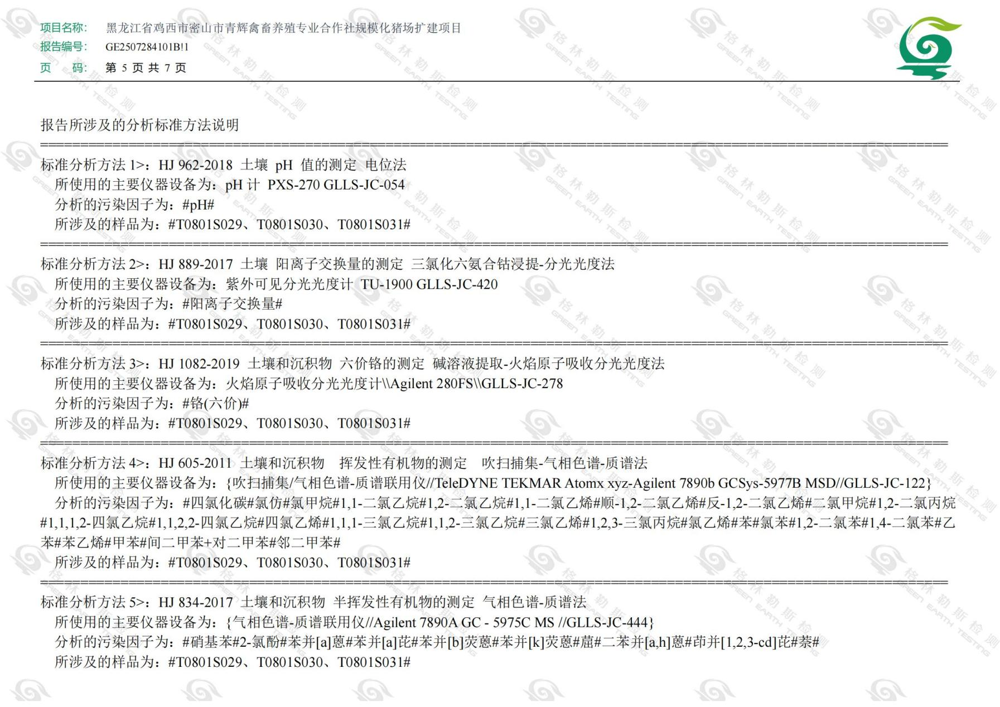 项目名称： 黑龙江省鸡西市密山市青辉禽畜养殖专业合作社规模化猪场扩建项目
报告编号： GE2507284101B!1
页 码： 第 5 页 共 7 页
报告所涉及的分析标准方法说明
标准分析方法 1>： HJ 962-2018 土壤 pH 值的测定 电位法
所使用的主要仪器设备为：pH 计 PXS-270 GLLS-JC-054
分析的污染因子为：#pH#
所涉及的样品为：#T0801S029、T0801S030、T0801S031#
标准分析方法 2>： HJ 889-2017 土壤 阳离子交换量的测定 三氯化六氨合钴浸提-分光光度法
所使用的主要仪器设备为：紫外可见分光光度计 TU-1900 GLLS-JC-420
分析的污染因子为：#阳离子交换量#
所涉及的样品为：#T0801S029、T0801S030、T0801S031#
标准分析方法 3>： HJ 1082-2019 土壤和沉积物 六价铬的测定 碱溶液提取-火焰原子吸收分光光度法
所使用的主要仪器设备为：火焰原子吸收分光光度计\\Agilent 280FS\\GLLS-JC-278
分析的污染因子为：#铬(六价)#
所涉及的样品为：#T0801S029、T0801S030、T0801S031#
标准分析方法 4>： HJ 605-2011 土壤和沉积物 挥发性有机物的测定 吹扫捕集-气相色谱-质谱法
所使用的主要仪器设备为：{吹扫捕集/气相色谱-质谱联用仪//TeleDYNE TEKMAR Atomx xyz-Agilent 7890b GCSys-5977B MSD//GLLS-JC-122}
分析的污染因子为：#四氯化碳#氯仿#氯甲烷#1,1-二氯乙烷#1,2-二氯乙烷#1,1-二氯乙烯#顺-1,2-二氯乙烯#反-1,2-二氯乙烯#二氯甲烷#1,2-二氯丙烷
#1,1,1,2-四氯乙烷#1,1,2,2-四氯乙烷#四氯乙烯#1,1,1-三氯乙烷#1,1,2-三氯乙烷#三氯乙烯#1,2,3-三氯丙烷#氯乙烯#苯#氯苯#1,2-二氯苯#1,4-二氯苯#乙
苯#苯乙烯#甲苯#间二甲苯+对二甲苯#邻二甲苯#
所涉及的样品为：#T0801S029、T0801S030、T0801S031#
标准分析方法 5>： HJ 834-2017 土壤和沉积物 半挥发性有机物的测定 气相色谱-质谱法
所使用的主要仪器设备为：{气相色谱-质谱联用仪//Agilent 7890A GC - 5975C MS //GLLS-JC-444}
分析的污染因子为：#硝基苯#2-氯酚#苯并[a]蒽#苯并[a]芘#苯并[b]荧蒽#苯并[k]荧蒽#䓛#二苯并[a,h]蒽#茚并[1,2,3-cd]芘#萘#
所涉及的样品为：#T0801S029、T0801S030、T0801S031#